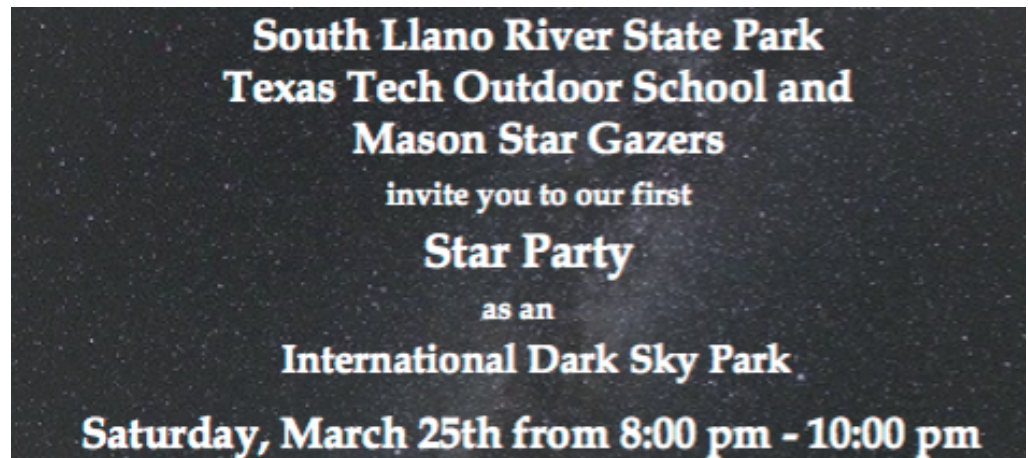 South Llano River State Park
Texas Tech Outdoor School and
Mason Star Gazers
invite you to our first
Star Party
as an
International Dark Sky Park
Saturday, March 25th from 8:00 pm - 10:00 pm